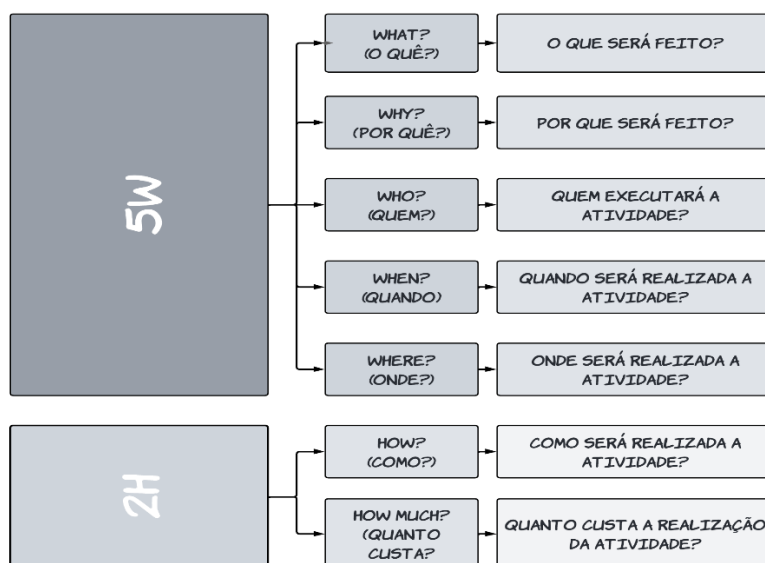 5W
WHAT?
(O QUÊ?)
O QUE SERÁ FEITO?
WHY?
(POR QUÊ?)
POR QUE SERÁ FEITO?
WHO?
(QUEM?)
QUEM EXECUTARÁ A
ATIVIDADE?
WHEN?
(QUANDO)
QUANDO SERÁ REALIZADA A
ATIVIDADE?
WHERE?
(ONDE?)
ONDE SERÁ REALIZADA A
ATIVIDADE?
2H
HOW?
(COMO?)
COMO SERÁ REALIZADA A
ATIVIDADE?
HOW MUCH?
(QUANTO
CUSTA?
QUANTO CUSTA A REALIZAÇÃO
DA ATIVIDADE?